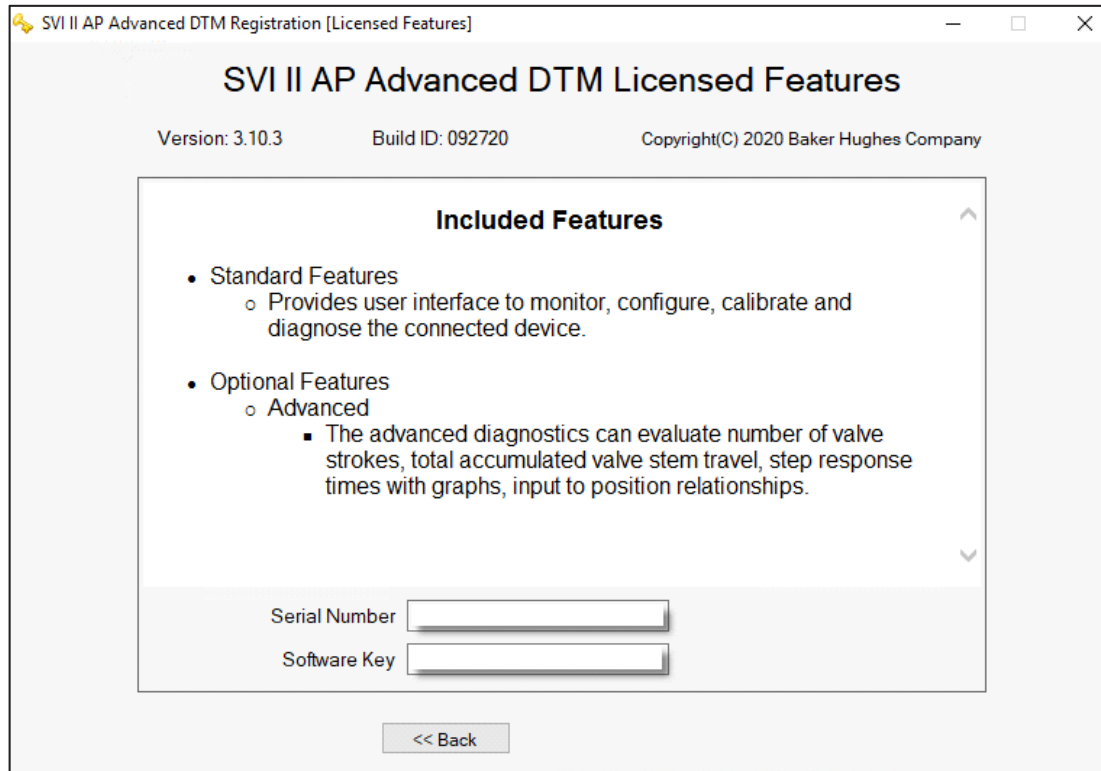 SVI II AP Advanced DTM Registration [Licensed Features]
SVI II AP Advanced DTM Licensed Features
Version: 3.10.3 Build ID: 092720 Copyright(C) 2020 Baker Hughes Company
Included Features
Standard Features
Provides user interface to monitor, configure, calibrate and
diagnose the connected device.
Optional Features
Advanced
The advanced diagnostics can evaluate number of valve
strokes, total accumulated valve stem travel, step response
times with graphs, input to position relationships.
Serial Number
Software Key
<< Back